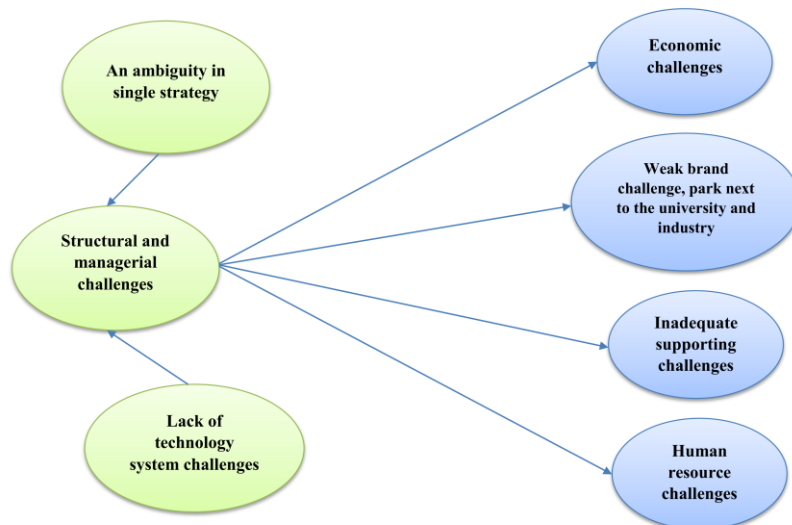 An ambiguity in
single strategy
Structural and
managerial
challenges
Lack of
technology
system challenges
Economic
challenges
Weak brand
challenge, park next
to the university and
industry
Inadequate
supporting
challenges
Human
resource
challenges